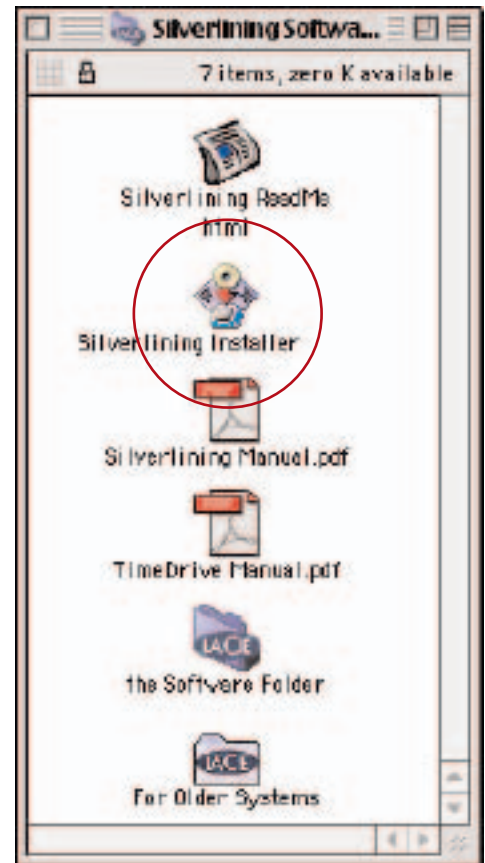 Silverlining Softwa...
7 items, zero K available
Silverlining ReadMe
html
Silverlining Installer
Silverlining Manual.pdf
TimeDrive Manual.pdf
LACIE
the Software Folder
LACIE
For Older Systems